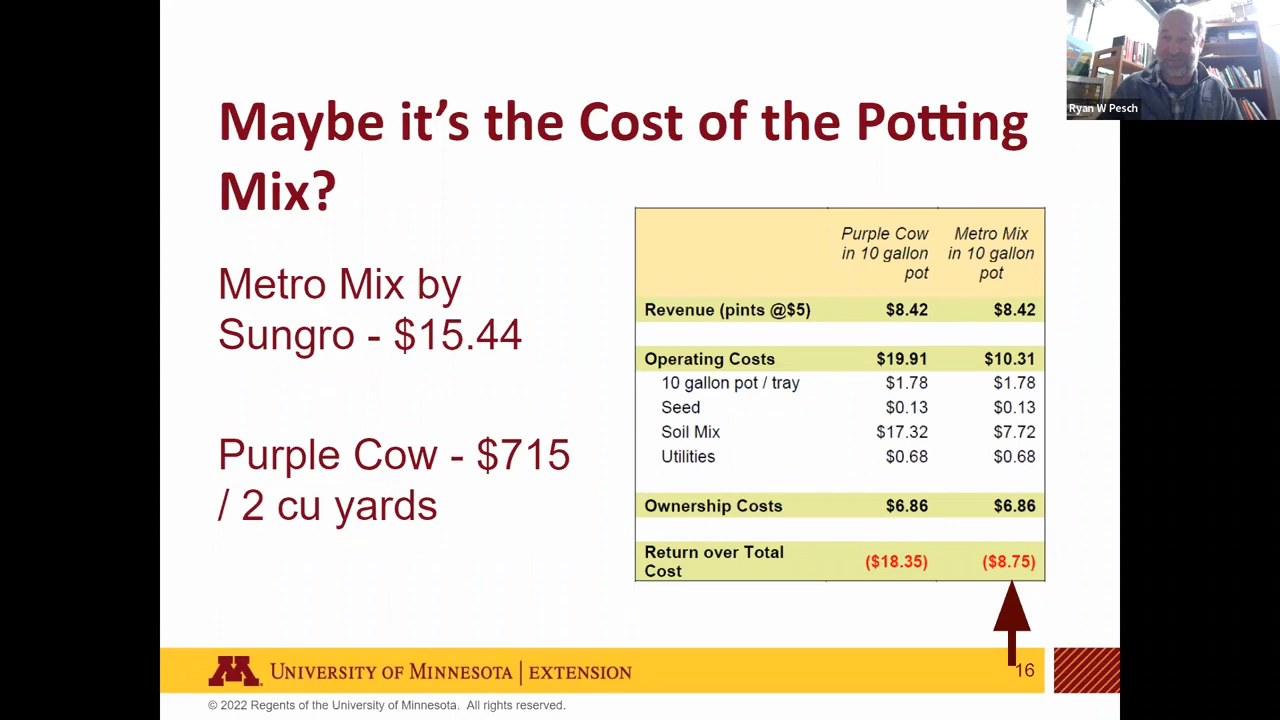 Maybe it's the Cost of the Potting
Mix?
Ryan W Pesch
Metro Mix by
Sungro - $15.44
Purple Cow - $715
/ 2 cu yards
Purple Cow in 10 gallon pot Metro Mix in 10 gallon pot
Revenue (pints @$5) $8.42 $8.42
Operating Costs $19.91 $10.31
10 gallon pot / tray $1.78 $1.78
Seed $0.13 $0.13
Soil Mix $17.32 $7.72
Utilities $0.68 $0.68
Ownership Costs $6.86 $6.86
Return over Total Cost ($18.35) ($8.75)
M UNIVERSITY OF MINNESOTA | EXTENSION
16
© 2022 Regents of the University of Minnesota. All rights reserved.